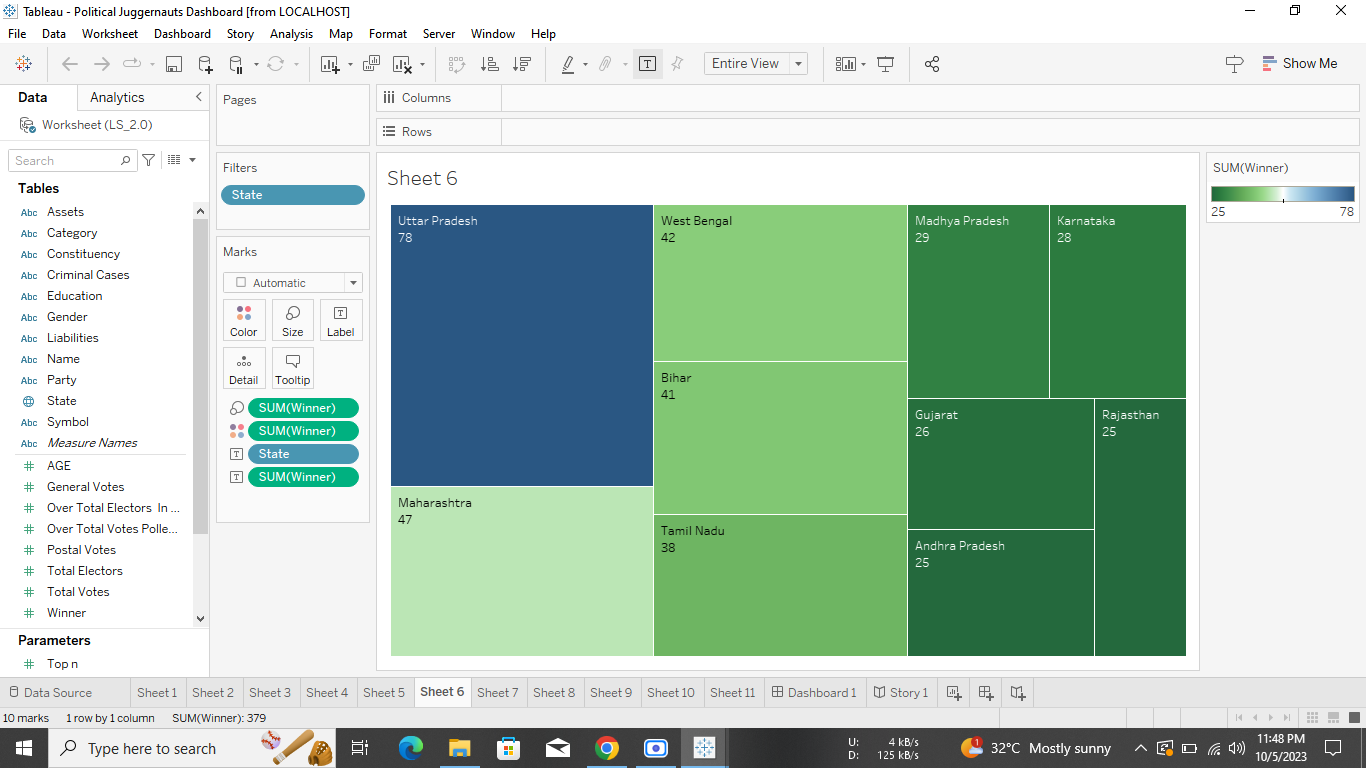 Tableau - Political Juggernauts Dashboard [from LOCALHOST]
File Data Worksheet Dashboard Story Analysis Map Format Server Window Help
Entire View
Show Me
Data Analytics
Worksheet (LS_2.0)
Search
Tables
Abc Assets
Abc Category
Abc Constituency
Abc Criminal Cases
Abc Education
Abc Gender
Abc Liabilities
Abc Name
Abc Party
State
Abc Symbol
Abc Measure Names
# AGE
# General Votes
# Over Total Electors In ...
# Over Total Votes Polle...
# Postal Votes
# Total Electors
# Total Votes
# Winner
Parameters
# Top n
Pages
Filters
State
Marks
Automatic
Color Size Label
Detail Tooltip
SUM(Winner)
SUM(Winner)
State
SUM(Winner)
Columns
Rows
Sheet 6
Uttar Pradesh
78
Maharashtra
47
West Bengal
42
Bihar
41
Tamil Nadu
38
Madhya Pradesh
29
Karnataka
28
Gujarat
26
Andhra Pradesh
25
Rajasthan
25
SUM(Winner)
25 78
Data Source Sheet 1 Sheet 2 Sheet 3 Sheet 4 Sheet 5 Sheet 6 Sheet 7 Sheet 8 Sheet 9 Sheet 10 Sheet 11 Dashboard 1 Story 1
10 marks 1 row by 1 column SUM(Winner): 379
Type here to search
U: 4 kB/s
D: 125 kB/s
1
32°C Mostly sunny
11:48 PM
10/5/2023